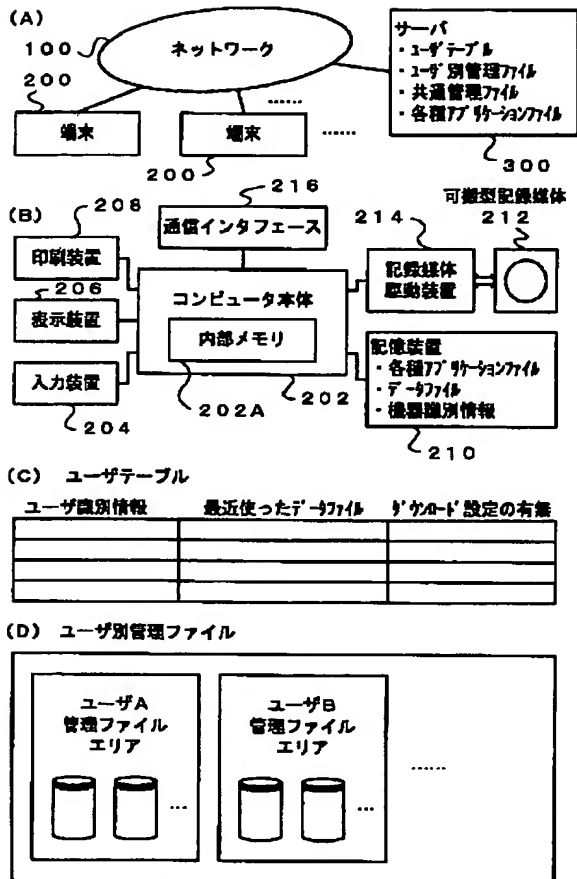 (A)
100
ネットワーク
サーバ
・ユーザテーブル
・ユーザ別管理ファイル
・共通管理ファイル
・各種アプリケーションファイル
300
200
端末
……
端末
……
200
(B)
208
印刷装置
206
表示装置
入力装置
204
216
通信インタフェース
コンピュータ本体
内部メモリ
202A
202
214
記録媒体
駆動装置
可搬型記録媒体
212
記憶装置
・各種アプリケーションファイル
・データファイル
・機器識別情報
210
(C) ユーザテーブル
ユーザ識別情報 最近使ったデータファイル ダウンロード設定の有無
(D) ユーザ別管理ファイル
ユーザA
管理ファイル
エリア
…
ユーザB
管理ファイル
エリア
…
……